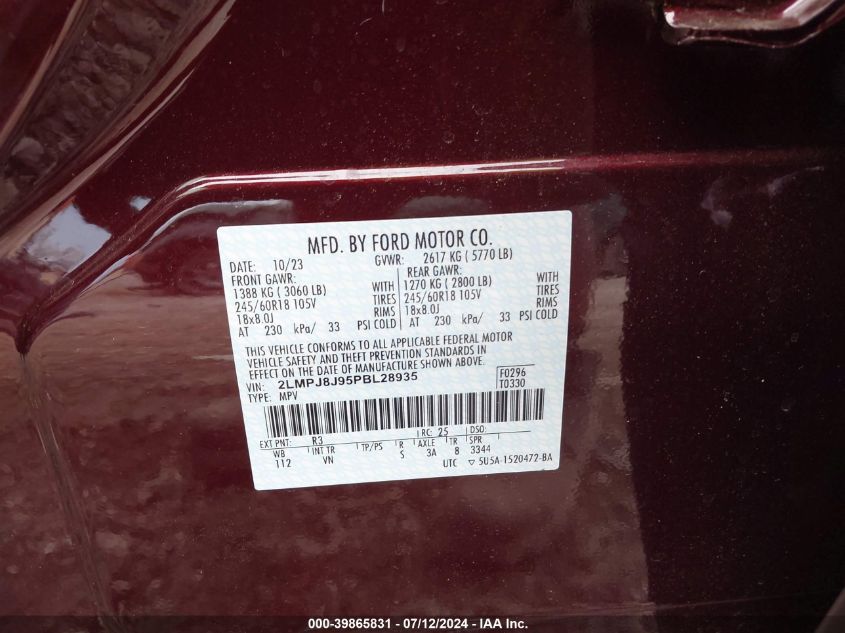 MFD. BY FORD MOTOR CO.
DATE: 10/23 GVWR: 2617 KG ( 5770 LB)
FRONT GAWR: REAR GAWR:
1388 KG ( 3060 LB) WITH 1270 KG ( 2800 LB) WITH
245/60R18 105V TIRES 245/60R18 105V TIRES
18x8.0J RIMS 18x8.0J RIMS
AT 230 kPa/ 33 PSI COLD AT 230 kPa/ 33 PSI COLD
THIS VEHICLE CONFORMS TO ALL APPLICABLE FEDERAL MOTOR
VEHICLE SAFETY AND THEFT PREVENTION STANDARDS IN
EFFECT ON THE DATE OF MANUFACTURE SHOWN ABOVE.
VIN: 2LMPJ8J95PBL28935 F0296
TYPE: MPV T0330
EXT PNT: R3 RC: 25 DSO:
WB INT TR TP/PS R AXLE TR SPR
112 VN S 3A 8 3344
UTC ▽ 5U5A-1520472-BA
000-39865831 - 07/12/2024 - IAA Inc.